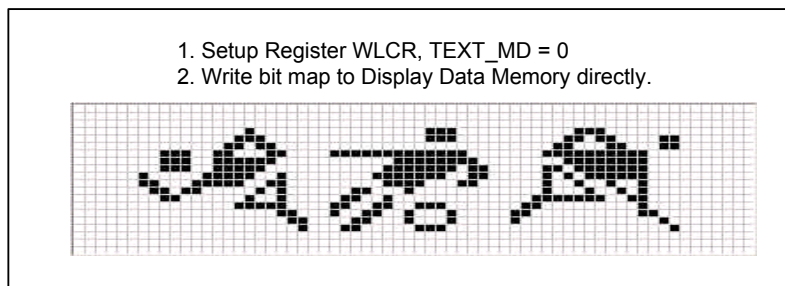 1. Setup Register WLCR, TEXT_MD = 0
2. Write bit map to Display Data Memory directly.